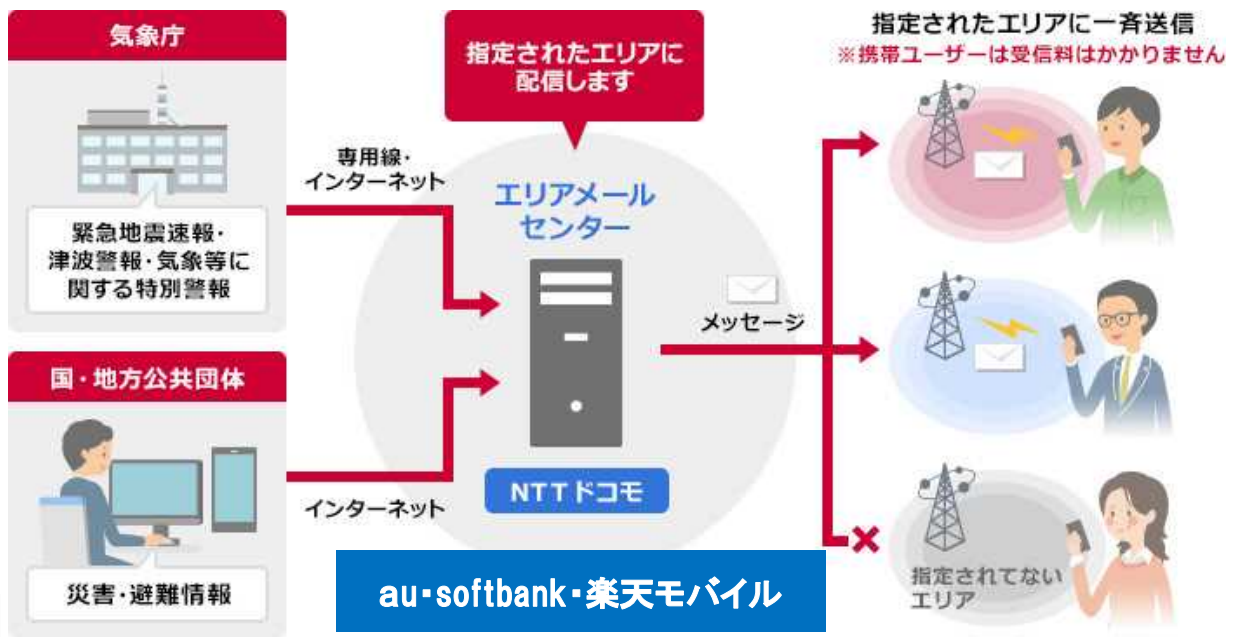 気象庁
緊急地震速報・
津波警報・気象等に
関する特別警報
国・地方公共団体
災害・避難情報
専用線・
インターネット
インターネット
指定されたエリアに
配信します
エリアメール
センター
NTTドコモ
au・softbank・楽天モバイル
メッセージ
指定されたエリアに一斉送信
※携帯ユーザーは受信料はかかりません
指定されてない
エリア